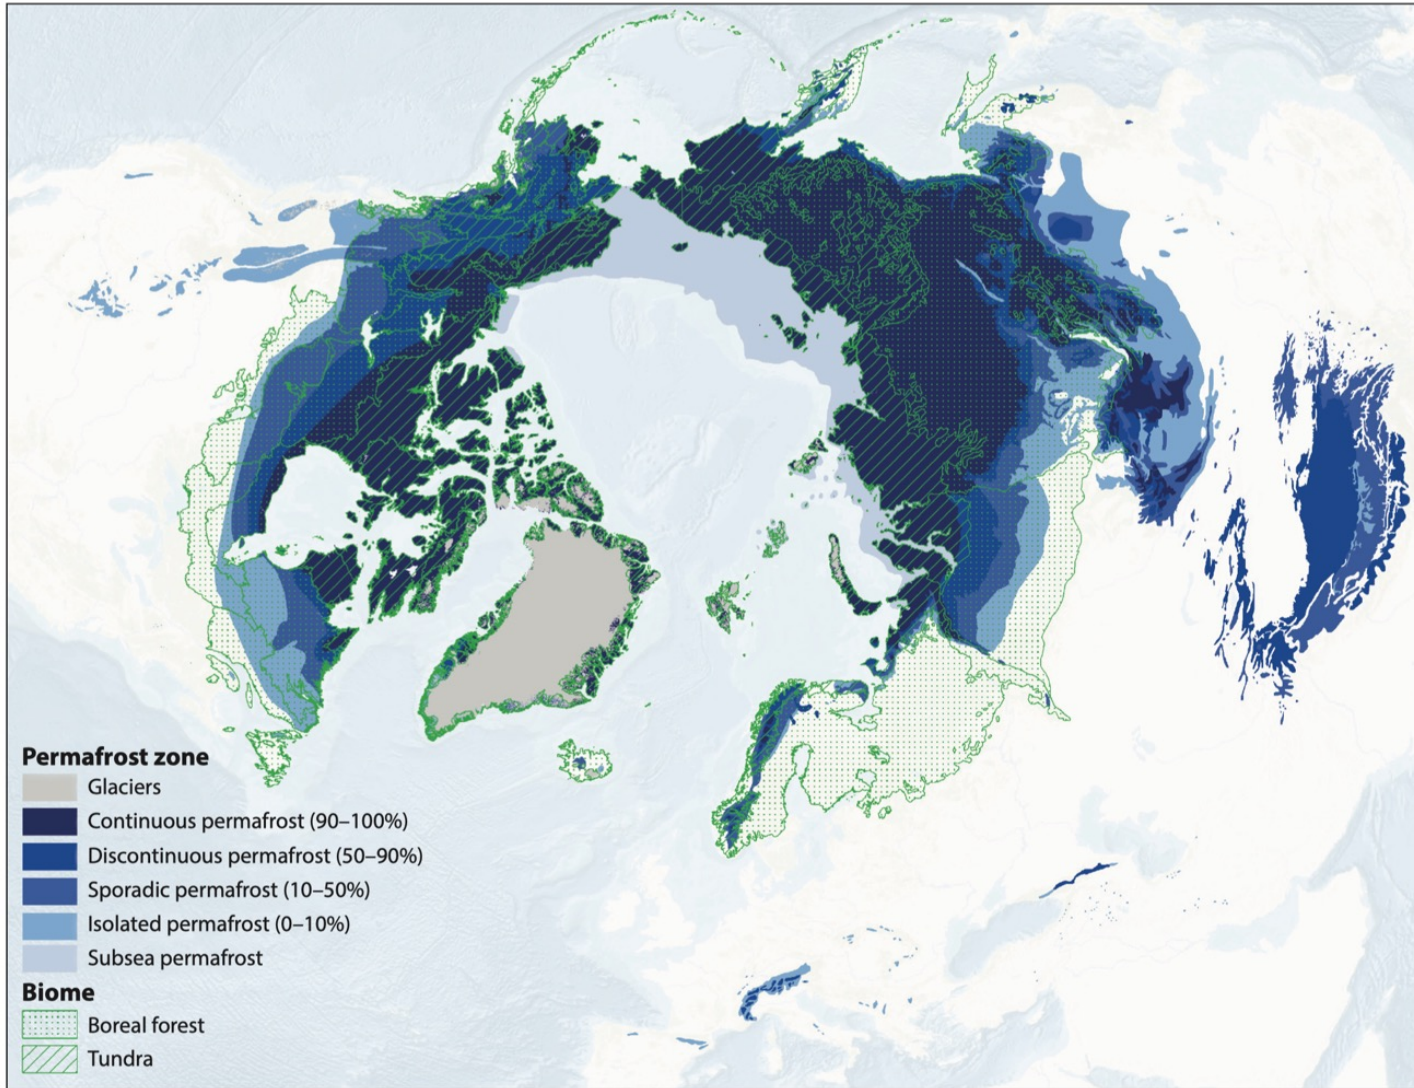 Permafrost zone
Glaciers
Continuous permafrost (90–100%)
Discontinuous permafrost (50–90%)
Sporadic permafrost (10–50%)
Isolated permafrost (0–10%)
Subsea permafrost
Biome
Boreal forest
Tundra